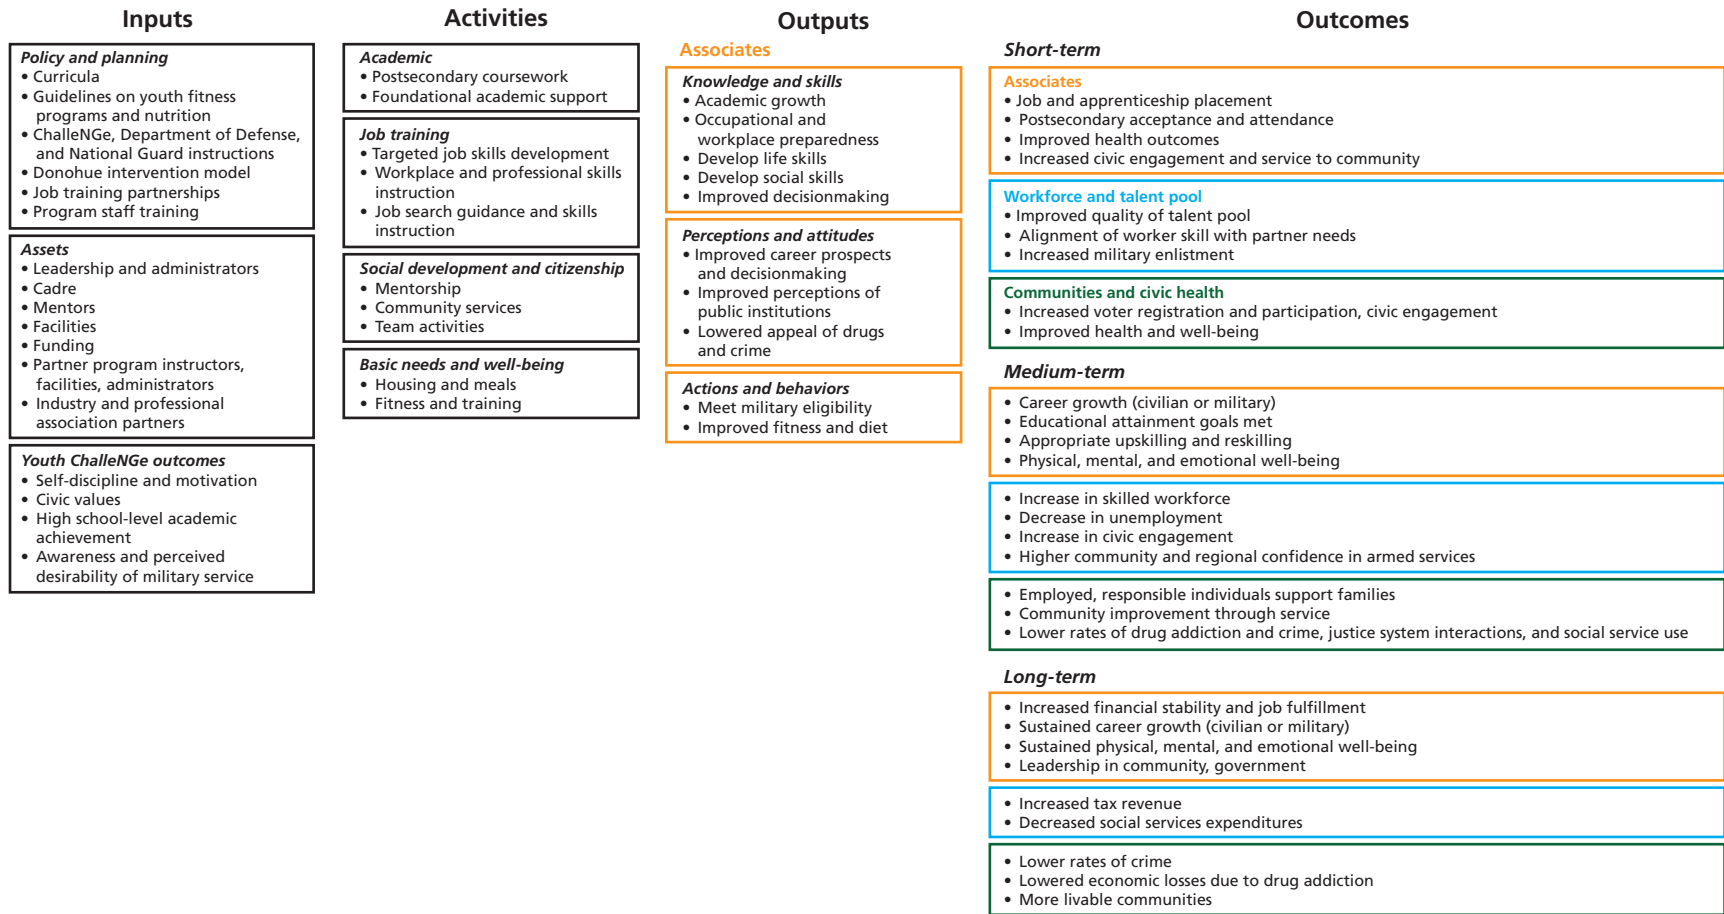 Inputs
Policy and planning
• Curricula
• Guidelines on youth fitness
programs and nutrition
• ChalleNGe, Department of Defense,
and National Guard instructions
• Donohue intervention model
• Job training partnerships
• Program staff training
Assets
• Leadership and administrators
• Cadre
• Mentors
• Facilities
• Funding
• Partner program instructors,
facilities, administrators
• Industry and professional
association partners
Youth ChalleNGe outcomes
• Self-discipline and motivation
• Civic values
• High school-level academic
achievement
• Awareness and perceived
desirability of military service
Activities
Academic
• Postsecondary coursework
• Foundational academic support
Job training
• Targeted job skills development
• Workplace and professional skills
instruction
• Job search guidance and skills
instruction
Social development and citizenship
• Mentorship
• Community services
• Team activities
Basic needs and well-being
• Housing and meals
• Fitness and training
Outputs
Associates
Knowledge and skills
• Academic growth
• Occupational and
workplace preparedness
• Develop life skills
• Develop social skills
• Improved decisionmaking
Perceptions and attitudes
• Improved career prospects
and decisionmaking
• Improved perceptions of
public institutions
• Lowered appeal of drugs
and crime
Actions and behaviors
• Meet military eligibility
• Improved fitness and diet
Outcomes
Short-term
Associates
• Job and apprenticeship placement
• Postsecondary acceptance and attendance
• Improved health outcomes
• Increased civic engagement and service to community
Workforce and talent pool
• Improved quality of talent pool
• Alignment of worker skill with partner needs
• Increased military enlistment
Communities and civic health
• Increased voter registration and participation, civic engagement
• Improved health and well-being
Medium-term
• Career growth (civilian or military)
• Educational attainment goals met
• Appropriate upskilling and reskilling
• Physical, mental, and emotional well-being
• Increase in skilled workforce
• Decrease in unemployment
• Increase in civic engagement
• Higher community and regional confidence in armed services
• Employed, responsible individuals support families
• Community improvement through service
• Lower rates of drug addiction and crime, justice system interactions, and social service use
Long-term
• Increased financial stability and job fulfillment
• Sustained career growth (civilian or military)
• Sustained physical, mental, and emotional well-being
• Leadership in community, government
• Increased tax revenue
• Decreased social services expenditures
• Lower rates of crime
• Lowered economic losses due to drug addiction
• More livable communities